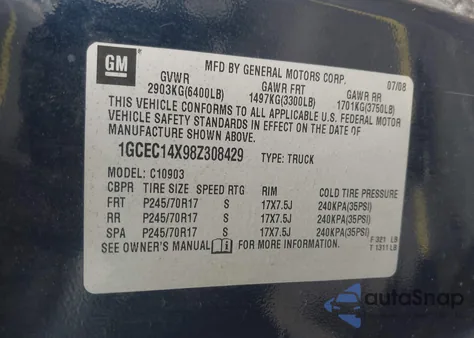 GM
MFD BY GENERAL MOTORS CORP.
07/08
GVWR GAWR FRT GAWR RR
2903KG(6400LB) 1497KG(3300LB) 1701KG(3750LB)
THIS VEHICLE CONFORMS TO ALL APPLICABLE U.S. FEDERAL MOTOR
VEHICLE SAFETY STANDARDS IN EFFECT ON THE DATE OF
MANUFACTURE SHOWN ABOVE.
1GCEC14X98Z308429 TYPE: TRUCK
MODEL: C10903
CBPR TIRE SIZE SPEED RTG RIM COLD TIRE PRESSURE
FRT P245/70R17 S 17X7.5J 240KPA(35PSI)
RR P245/70R17 S 17X7.5J 240KPA(35PSI)
SPA P245/70R17 S 17X7.5J 240KPA(35PSI)
SEE OWNER'S MANUAL FOR MORE INFORMATION.
F 321 LB
T 1311 LB
autoSnap